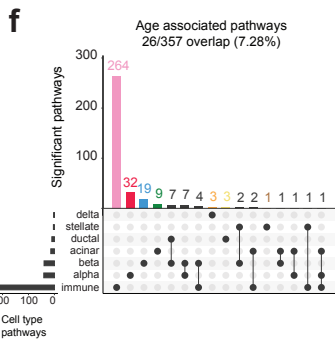 f
Age associated pathways
26/357 overlap (7.28%)
Significant pathways
300
200
100
264
32
19
9
7
7
4
3
3
2
2
1
1
1
1
1
delta
stellate
ductal
acinar
beta
alpha
immune
40
0
Cell type
pathways